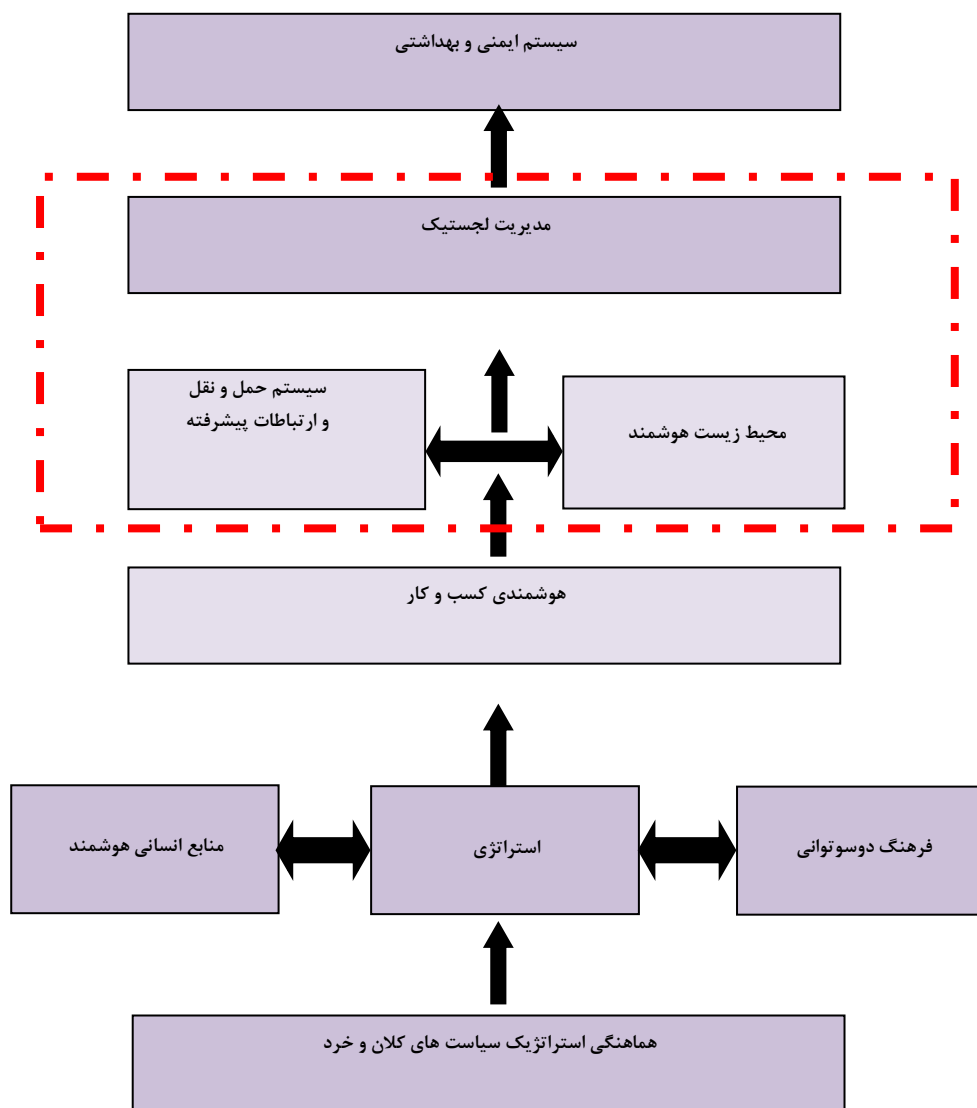 سیستم ایمنی و بهداشتی
مدیریت لجستیک
سیستم حمل و نقل
و ارتباطات پیشرفته
محیط زیست هوشمند
هوشمندی کسب و کار
فرهنگ دوسوتوانی
استراتژی
منابع انسانی هوشمند
هماهنگی استراتژیک سیاست های کلان و خرد